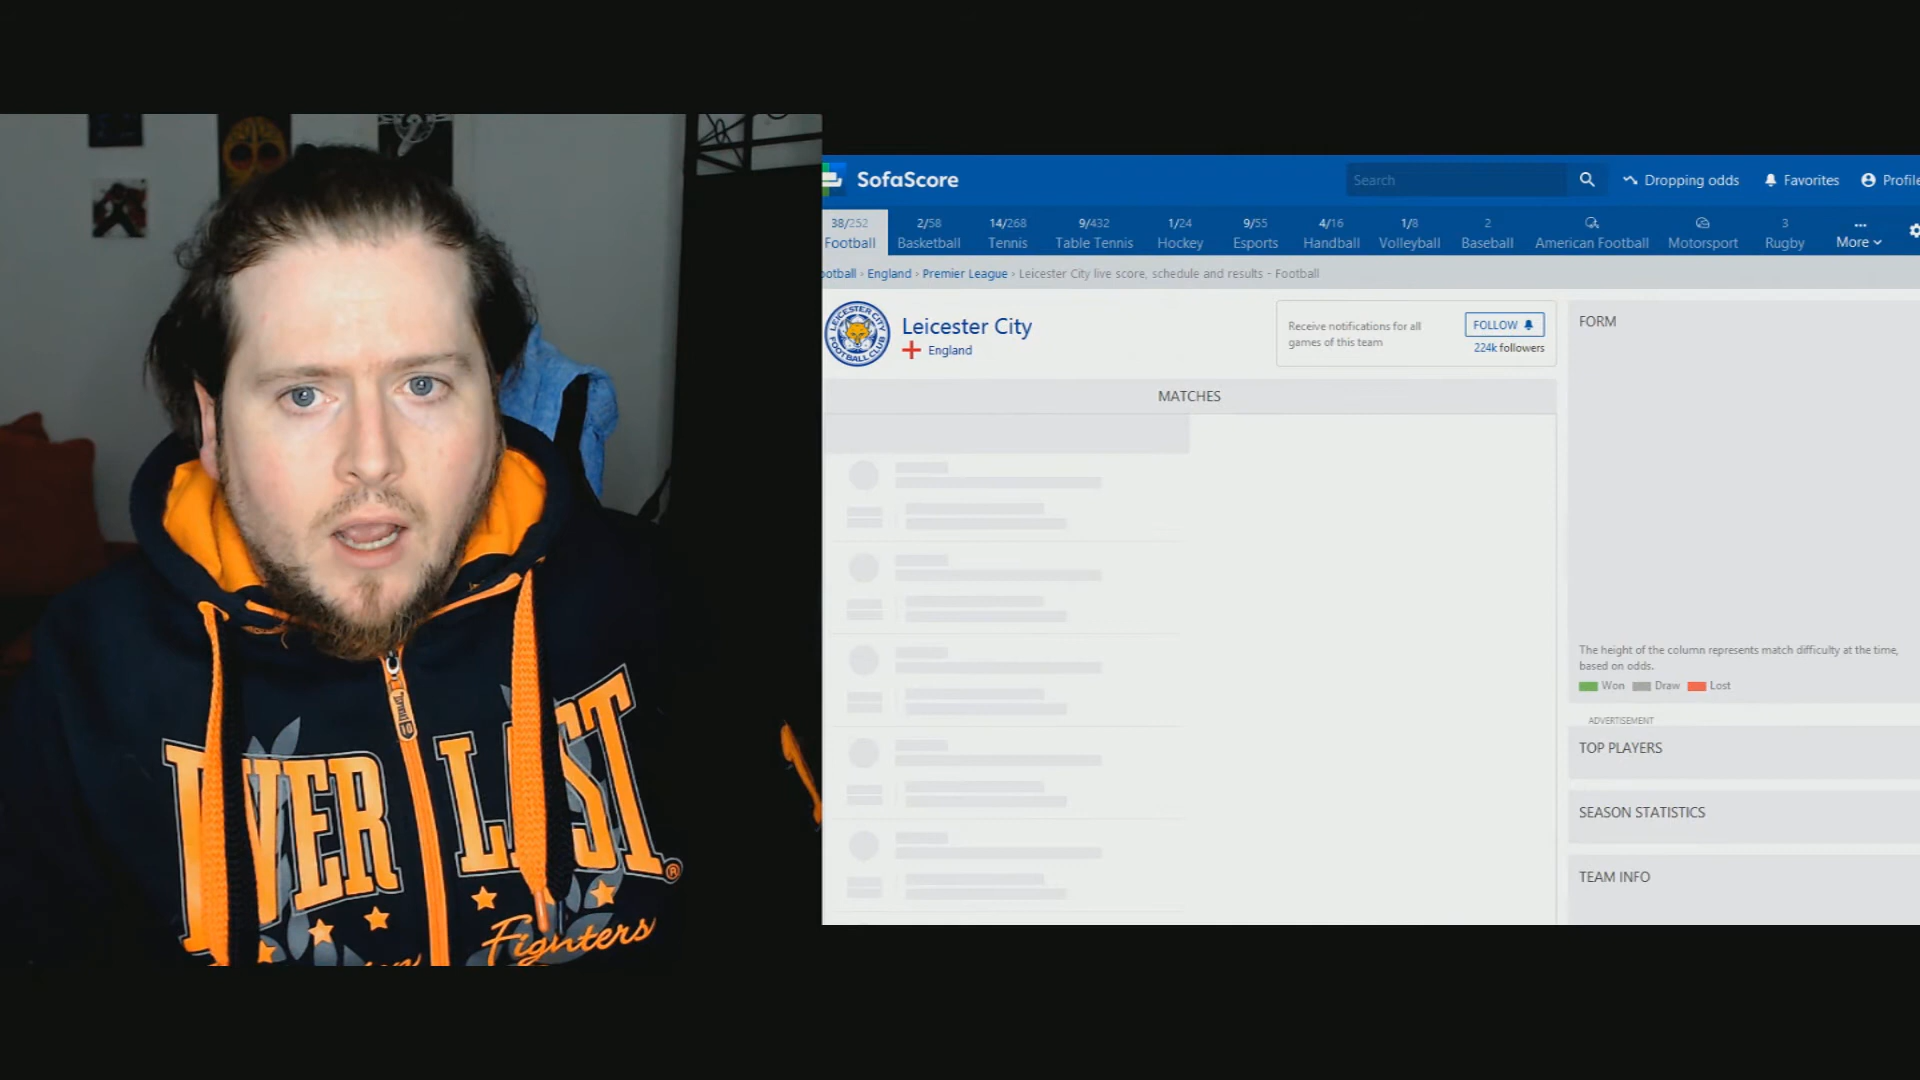 SofaScore
Search
Dropping odds
Favorites
38/252
Football
2/58
Basketball
14/268
Tennis
9/432
Table Tennis
1/24
Hockey
9/55
Esports
4/16
Handball
1/8
Volleyball
2
Baseball
American Football
Motorsport
3
Rugby
More
England › Premier League › Leicester City live score, schedule and results - Football
LEICESTER CITY
FOOTBALL CLUB
Leicester City
England
Receive notifications for all
games of this team
FOLLOW
224k followers
MATCHES
FORM
The height of the column represents match difficulty at the time,
based on odds.
Won Draw Lost
ADVERTISEMENT
TOP PLAYERS
SEASON STATISTICS
TEAM INFO
EVERLAST®
Fighters